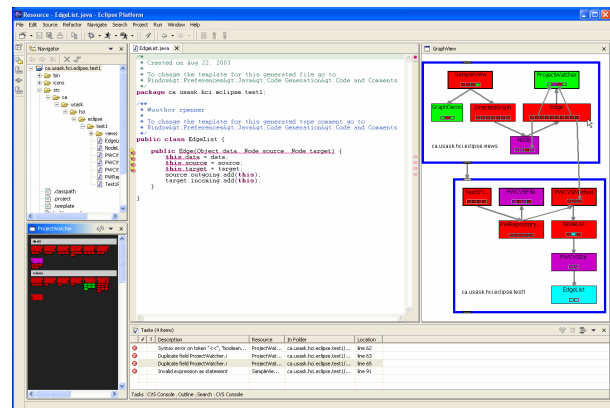 Resource - EdgeList.java - Eclipse Platform
File Edit Source Refactor Navigate Search Project Run Window Help
Navigator
ca.usask.hci.eclipse.test1
bin
icons
src
ca
usask
hci
eclipse
test1
views
.classpath
.project
.template
ProjectWatcher
EdgeList.java
/*
* Created on Aug 22, 2003
*
* To change the template for this generated file go to
* Window&gt;Preferences&gt;Java&gt;Code Generation&gt;Code and Comments
*/
package ca.usask.hci.eclipse.test1;
/**
* @author rpenner
*
* To change the template for this generated type comment go to
* Window&gt;Preferences&gt;Java&gt;Code Generation&gt;Code and Comments
*/
public class EdgeList {
public Edge(Object data, Node source, Node target) {
this.data = data;
this.source = source;
this.target = target;
source.outgoing.add(this);
target.incoming.add(this);
}
}
GraphView
SampleView
ProjectWatcher
GraphDemo
DirectedGraph
Edge
Node
ca.usask.hci.eclipse.views
NodeList
EdgeList
ca.usask.hci.eclipse.test1
Tasks (4 items)
! Description Resource In Folder Location
Syntax error on token "<<", "boolean... ProjectWat... ca.usask.hci.eclipse.test1/... line 62
Duplicate field ProjectWatcher.i ProjectWat... ca.usask.hci.eclipse.test1/... line 63
Duplicate field ProjectWatcher.i ProjectWat... ca.usask.hci.eclipse.test1/... line 65
Invalid expression as statement SampleVie... ca.usask.hci.eclipse.test1/... line 91
Tasks CVS Console Outline Search CVS Console